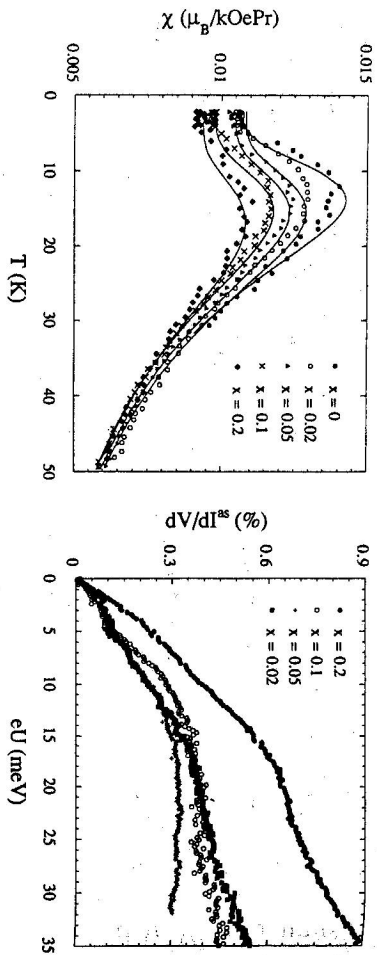 χ (μB/kOePr)
0.015
0.01
0.005
0
10
20
30
40
50
T (K)
x = 0
x = 0.02
x = 0.05
x = 0.1
x = 0.2
dV/dIas (%)
0.9
0.6
0.3
0
0
5
10
15
20
25
30
35
eU (meV)
x = 0.2
x = 0.1
x = 0.05
x = 0.02